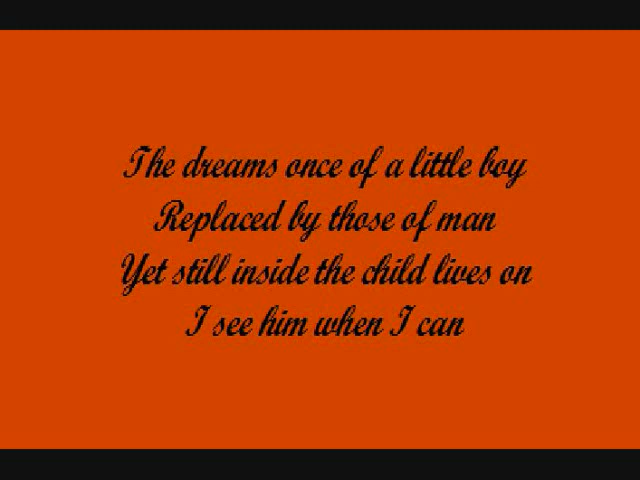 The dreams once of a little boy
Replaced by those of man
Yet still inside the child lives on
I see him when I can